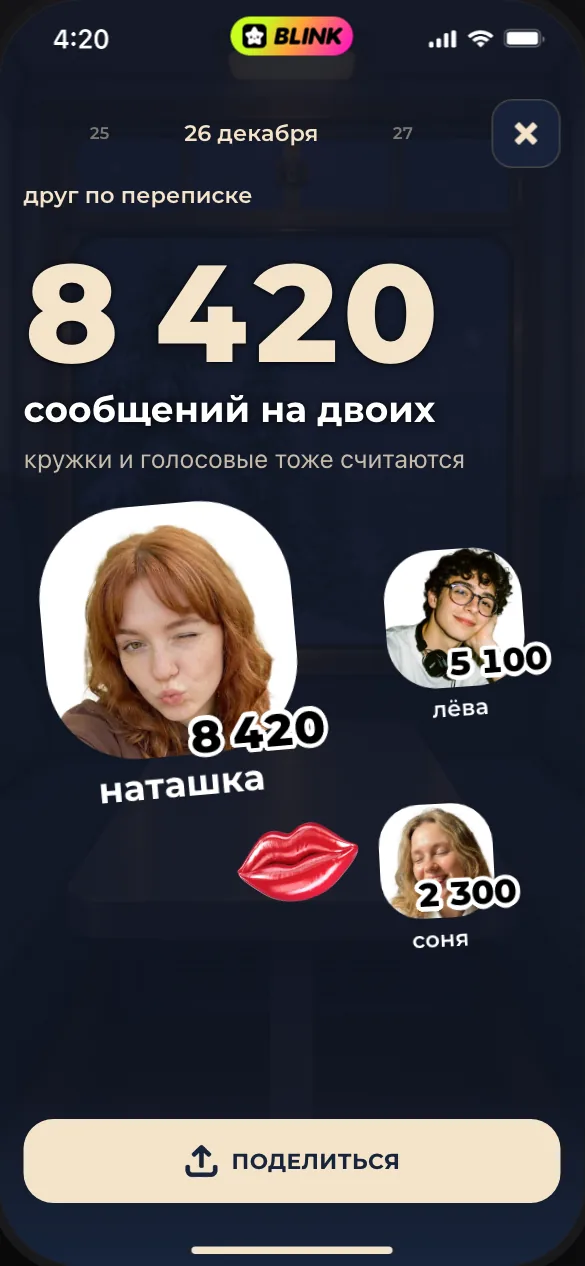 4:20
BLINK
25
26 декабря
27
друг по переписке
8 420
сообщений на двоих
кружки и голосовые тоже считаются
8 420
наташка
5 100
лёва
2 300
соня
ПОДЕЛИТЬСЯ